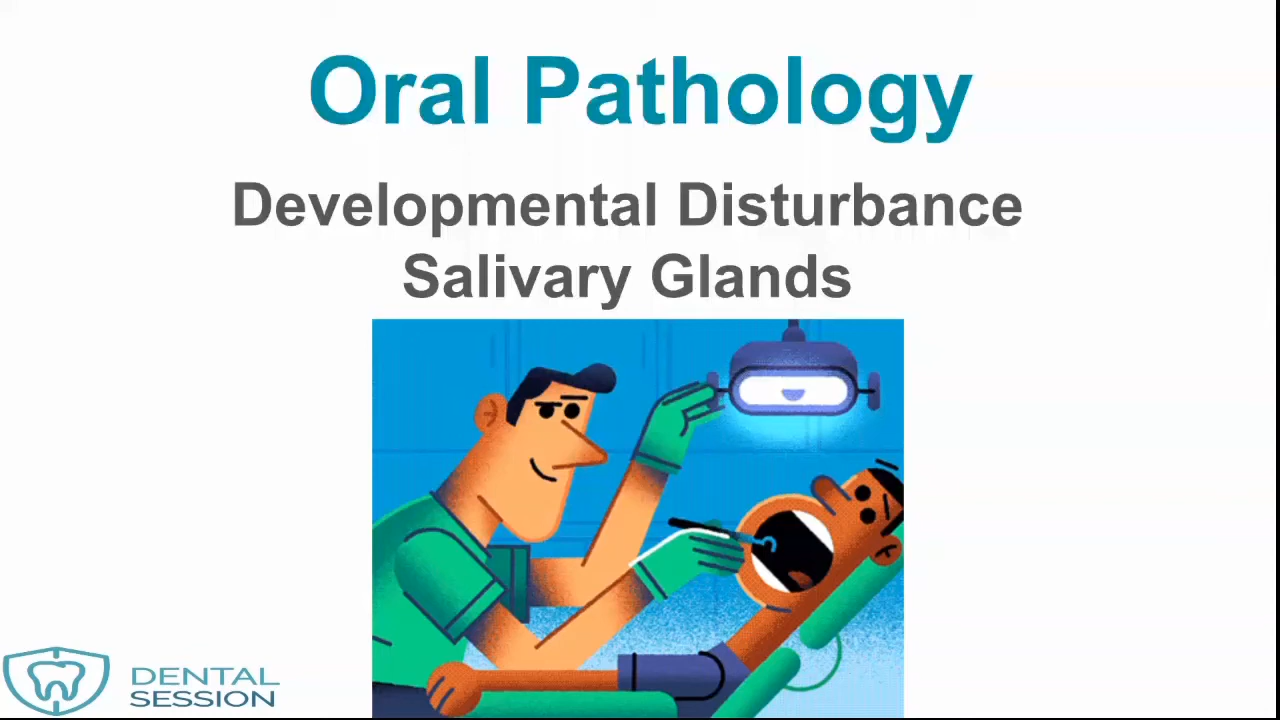 Oral Pathology
Developmental Disturbance
Salivary Glands
DENTAL
SESSION